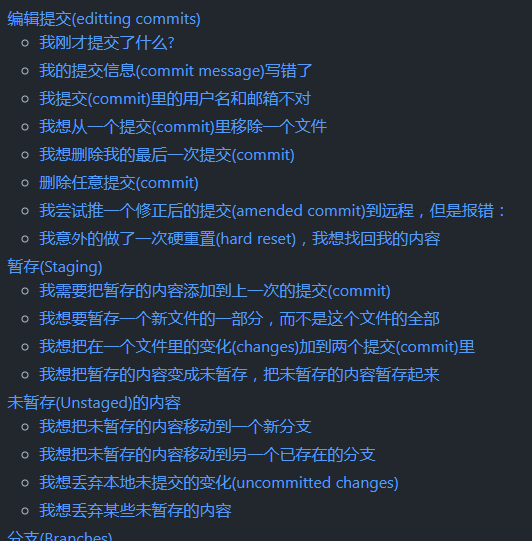 编辑提交(editting commits)
我刚才提交了什么?
我的提交信息(commit message)写错了
我提交(commit)里的用户名和邮箱不对
我想从一个提交(commit)里移除一个文件
我想删除我的最后一次提交(commit)
删除任意提交(commit)
我尝试推一个修正后的提交(amended commit)到远程，但是报错：
我意外的做了一次硬重置(hard reset)，我想找回我的内容
暂存(Staging)
我需要把暂存的内容添加到上一次的提交(commit)
我想要暂存一个新文件的一部分，而不是这个文件的全部
我想把在一个文件里的变化(changes)加到两个提交(commit)里
我想把暂存的内容变成未暂存，把未暂存的内容暂存起来
未暂存(Unstaged)的内容
我想把未暂存的内容移动到一个新分支
我想把未暂存的内容移动到另一个已存在的分支
我想丢弃本地未提交的变化(uncommitted changes)
我想丢弃某些未暂存的内容
分支(Branches)